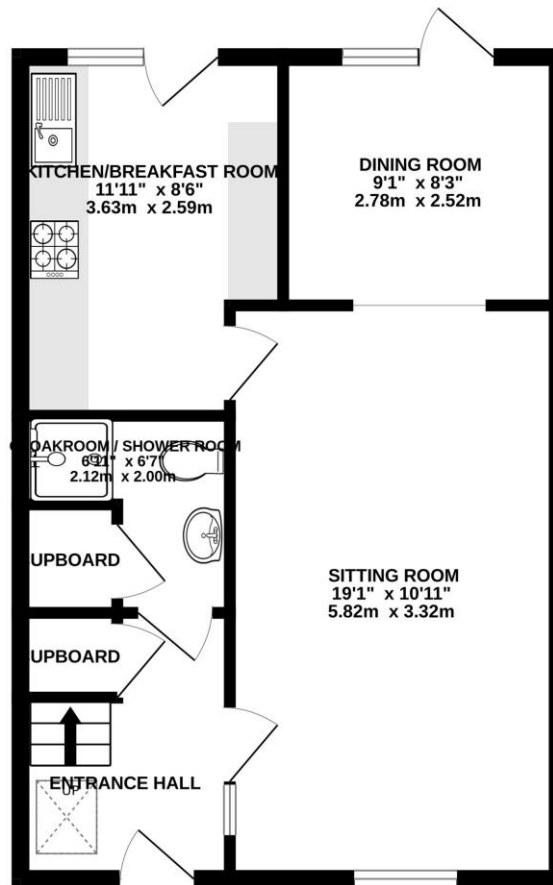 KITCHEN/BREAKFAST ROOM
11'11" x 8'6"
3.63m x 2.59m
DINING ROOM
9'1" x 8'3"
2.78m x 2.52m
CLOAKROOM / SHOWER ROOM
6'11" x 6'7"
2.12m x 2.00m
UPBOARD
UPBOARD
SITTING ROOM
19'1" x 10'11"
5.82m x 3.32m
ENTRANCE HALL
UP